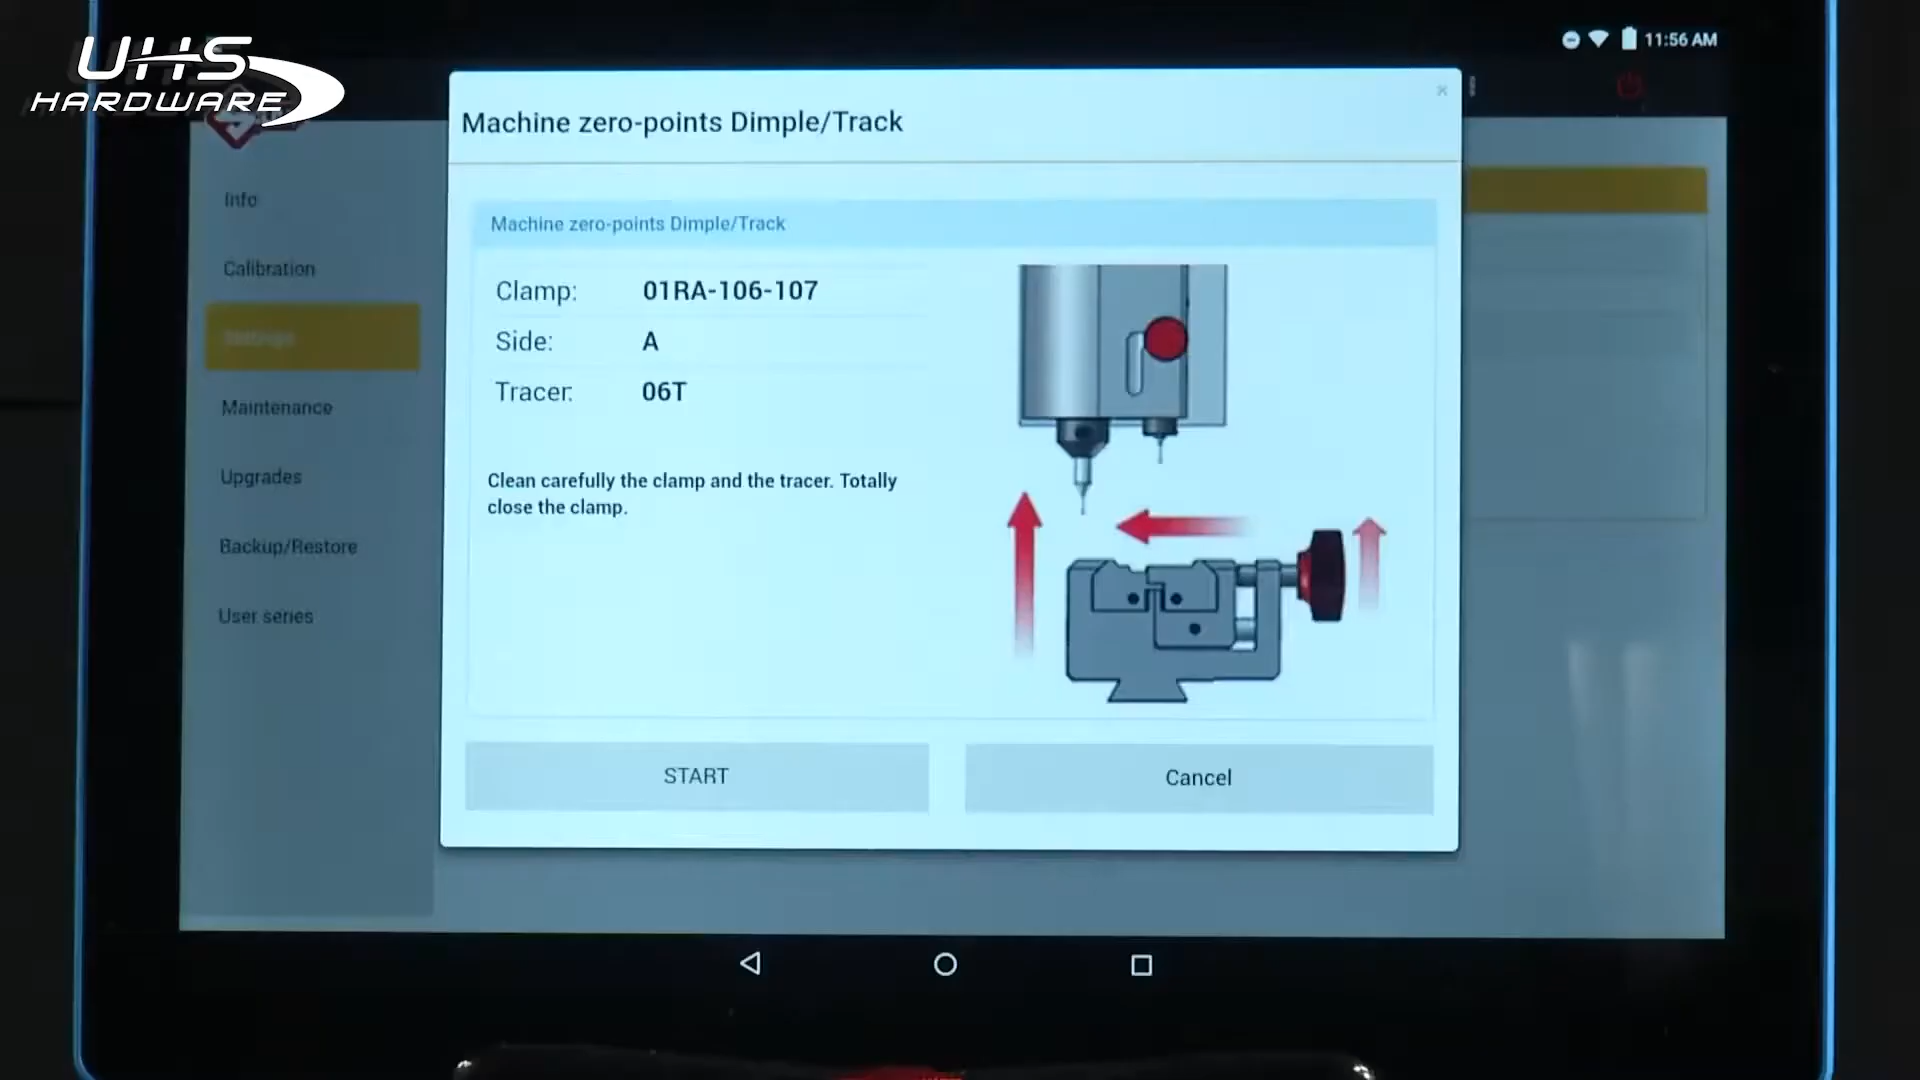 UHS
HARDWARE
11:56 AM
Machine zero-points Dimple/Track
Info
Calibration
Settings
Maintenance
Upgrades
Backup/Restore
User series
Machine zero-points Dimple/Track
Clamp: 01RA-106-107
Side: A
Tracer: 06T
Clean carefully the clamp and the tracer. Totally
close the clamp.
START
Cancel